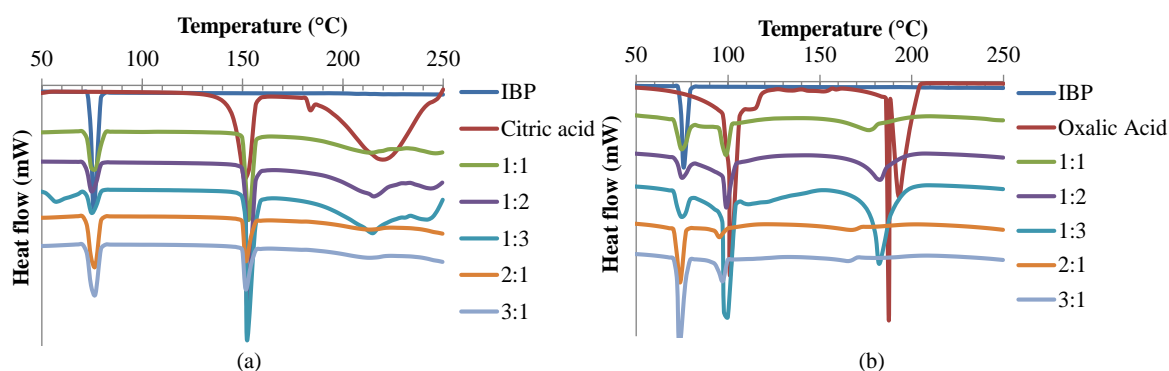 Temperature (°C)
50 100 150 200 250
Heat flow (mW)
IBP
Citric acid
1:1
1:2
1:3
2:1
3:1
(a)
Temperature (°C)
50 100 150 200 250
Heat flow (mW)
IBP
Oxalic Acid
1:1
1:2
1:3
2:1
3:1
(b)